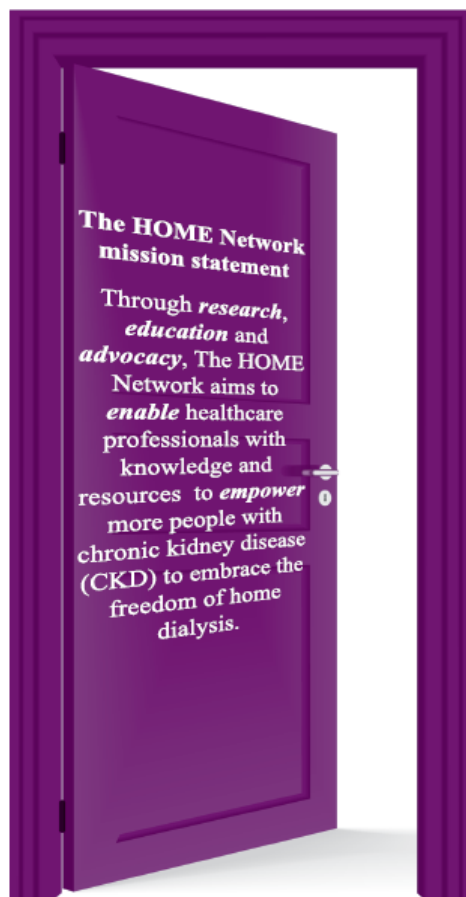 The HOME Network
mission statement
Through research,
education and
advocacy, The HOME
Network aims to
enable healthcare
professionals with
knowledge and
resources to empower
more people with
chronic kidney disease
(CKD) to embrace the
freedom of home
dialysis.